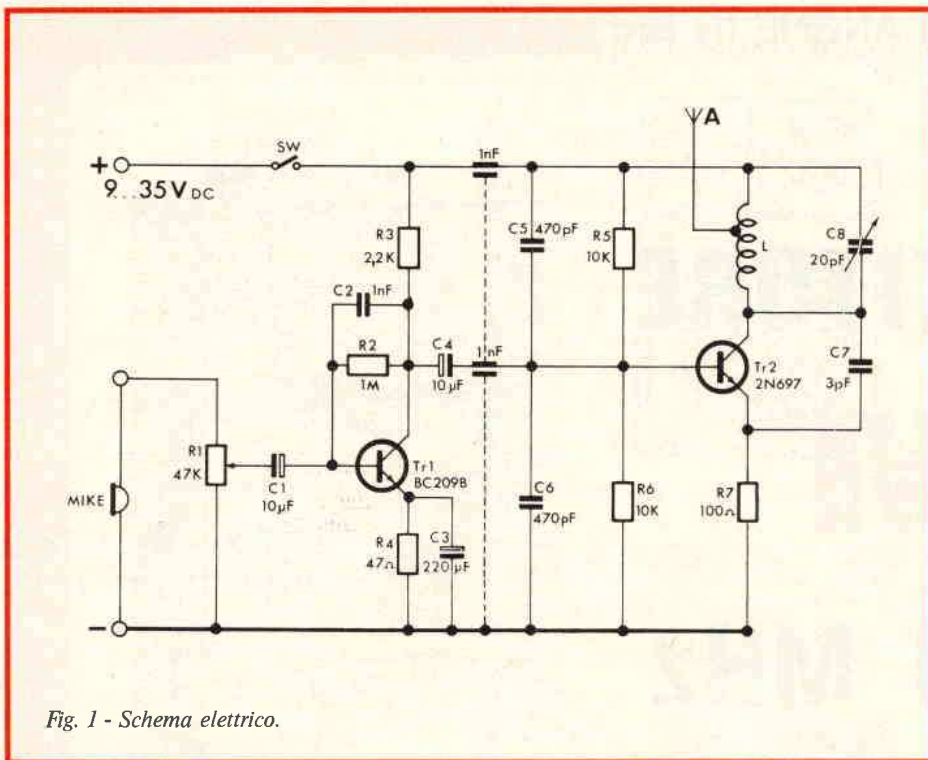 A
SW
1nF
+
9...35V DC
R3
2,2K
C5 470pF
R5
10K
L
C8
20pF
C2 1nF
R2
1M
C4
10µF
1nF
Tr2
2N697
C7
3pF
R1
47K
C1
10µF
Tr1
BC209B
MIKE
C6
470pF
R6
10K
R7
100Ω
R4
47Ω
C3
220µF
−
Fig. 1 - Schema elettrico.